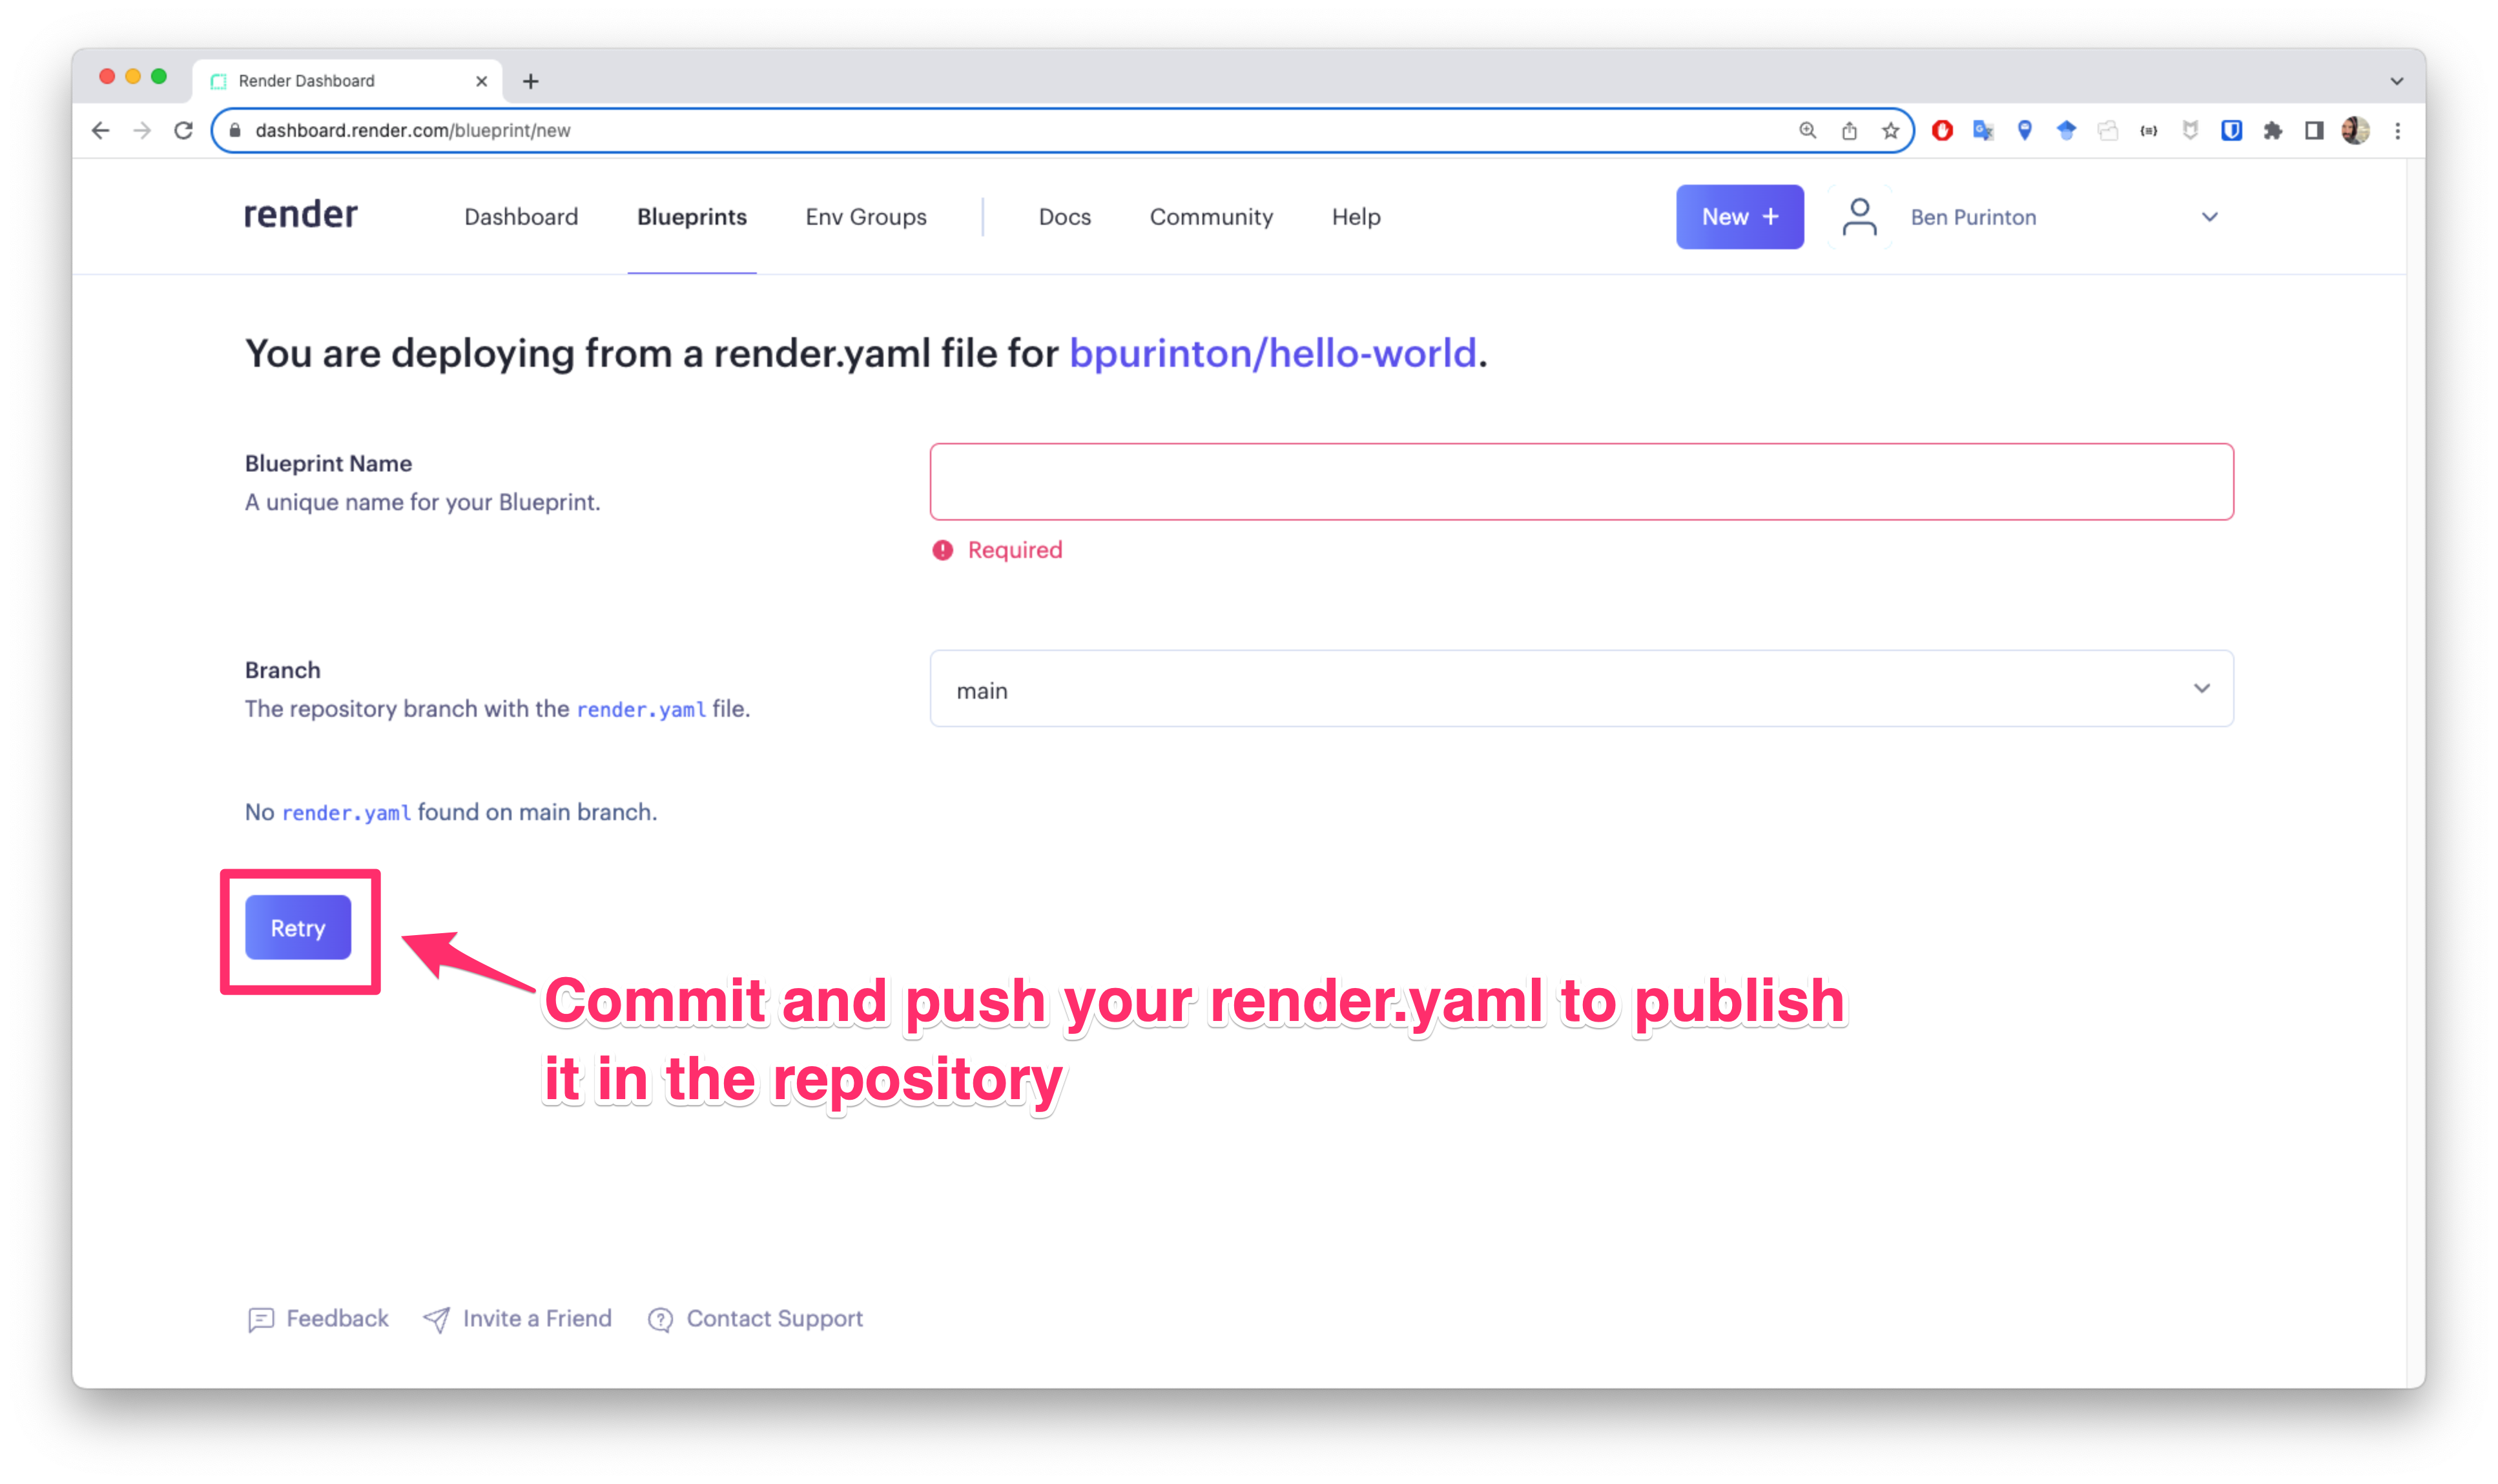 Render Dashboard
dashboard.render.com/blueprint/new
render
Dashboard
Blueprints
Env Groups
Docs
Community
Help
New +
Ben Purinton
You are deploying from a render.yaml file for bpurinton/hello-world.
Blueprint Name
A unique name for your Blueprint.
Required
Branch
The repository branch with the render.yaml file.
main
No render.yaml found on main branch.
Retry
Commit and push your render.yaml to publish
it in the repository
Feedback
Invite a Friend
Contact Support